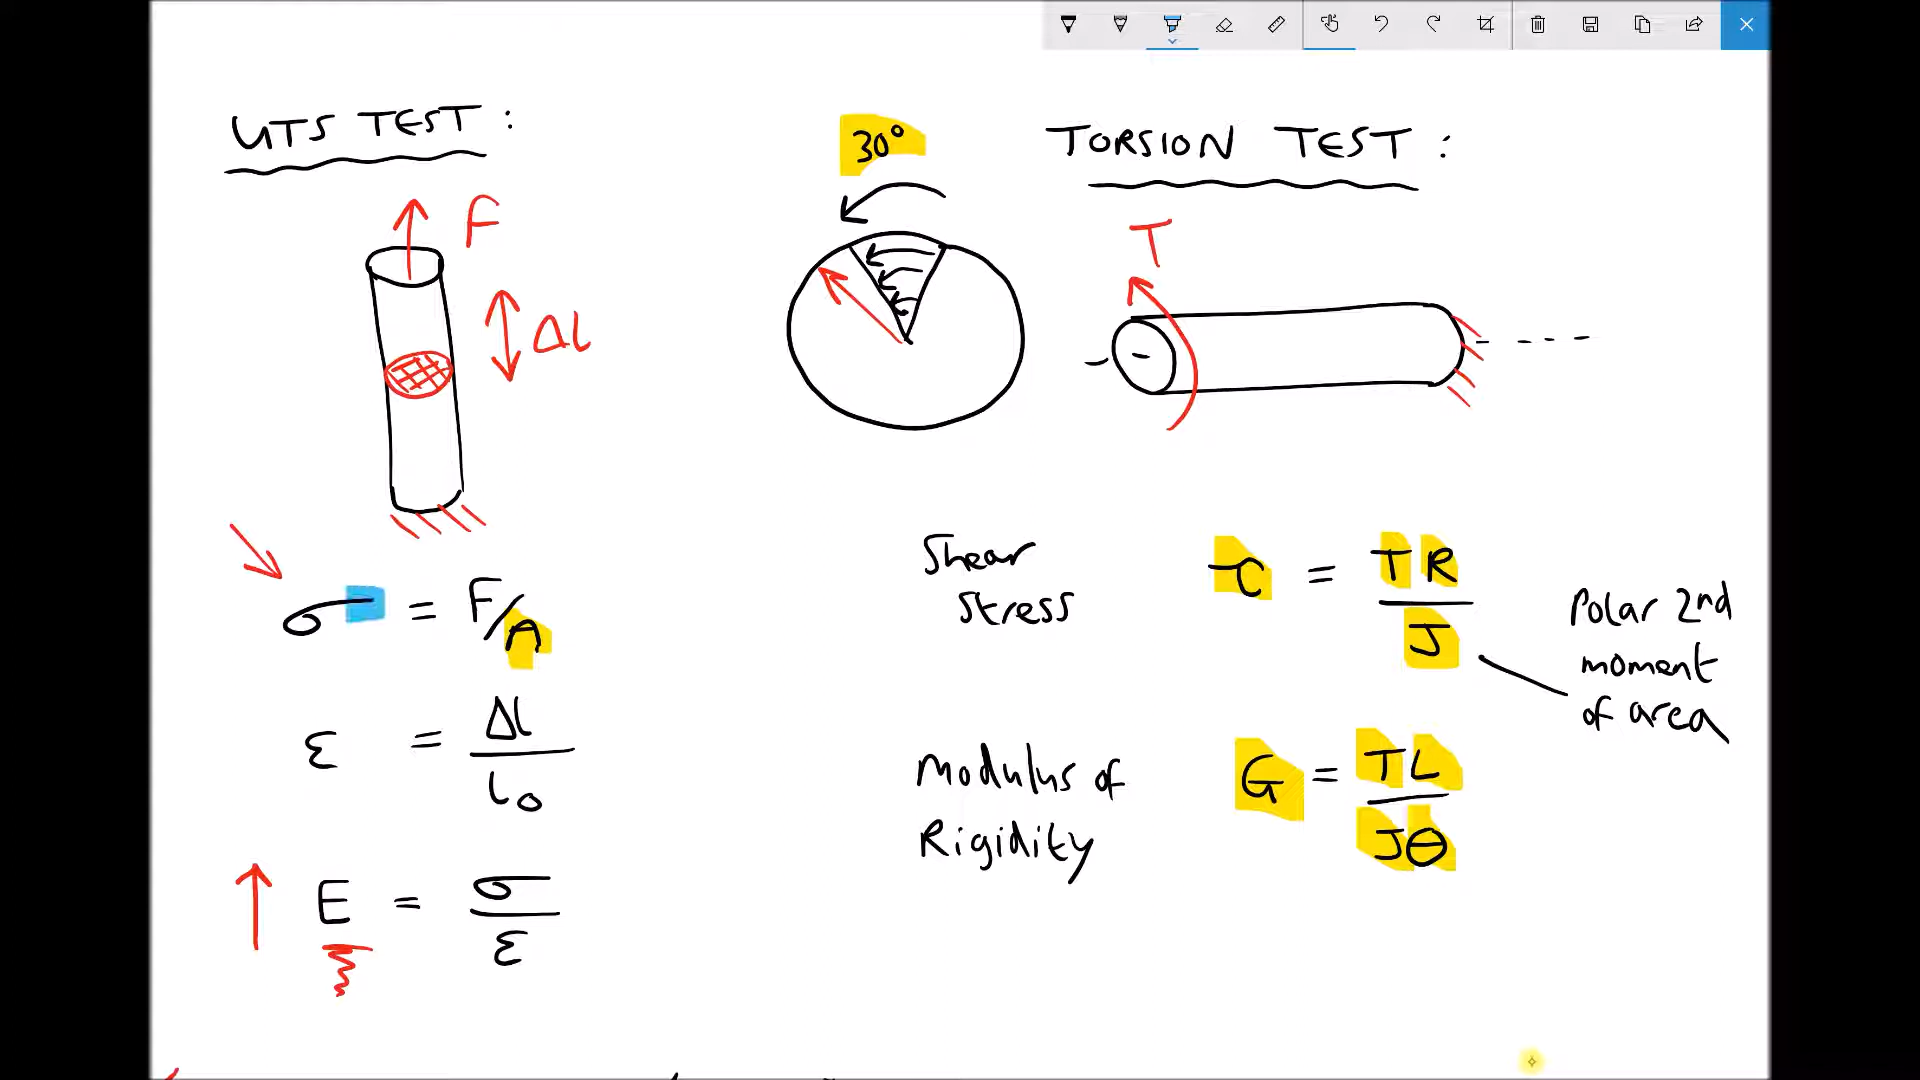 UTS TEST :
F
Δl
σ = F/A
ε = Δl / l₀
E = σ / ε
30°
TORSION TEST :
T
Shear
Stress
τ = TR / J
Polar 2nd
moment
of area
Modulus of
Rigidity
G = TL / Jθ